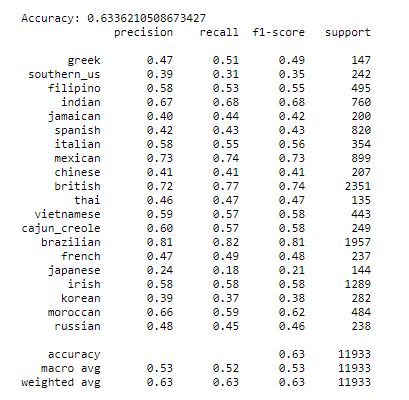 Accuracy: 0.6336210508673427
precision recall f1-score support
greek 0.47 0.51 0.49 147
southern_us 0.39 0.31 0.35 242
filipino 0.58 0.53 0.55 495
indian 0.67 0.68 0.68 760
jamaican 0.40 0.44 0.42 200
spanish 0.42 0.43 0.43 820
italian 0.58 0.55 0.56 354
mexican 0.73 0.74 0.73 899
chinese 0.41 0.41 0.41 207
british 0.72 0.77 0.74 2351
thai 0.46 0.47 0.47 135
vietnamese 0.59 0.57 0.58 443
cajun_creole 0.60 0.57 0.58 249
brazilian 0.81 0.82 0.81 1957
french 0.47 0.49 0.48 237
japanese 0.24 0.18 0.21 144
irish 0.58 0.58 0.58 1289
korean 0.39 0.37 0.38 282
moroccan 0.66 0.59 0.62 484
russian 0.48 0.45 0.46 238
accuracy 0.63 11933
macro avg 0.53 0.52 0.53 11933
weighted avg 0.63 0.63 0.63 11933